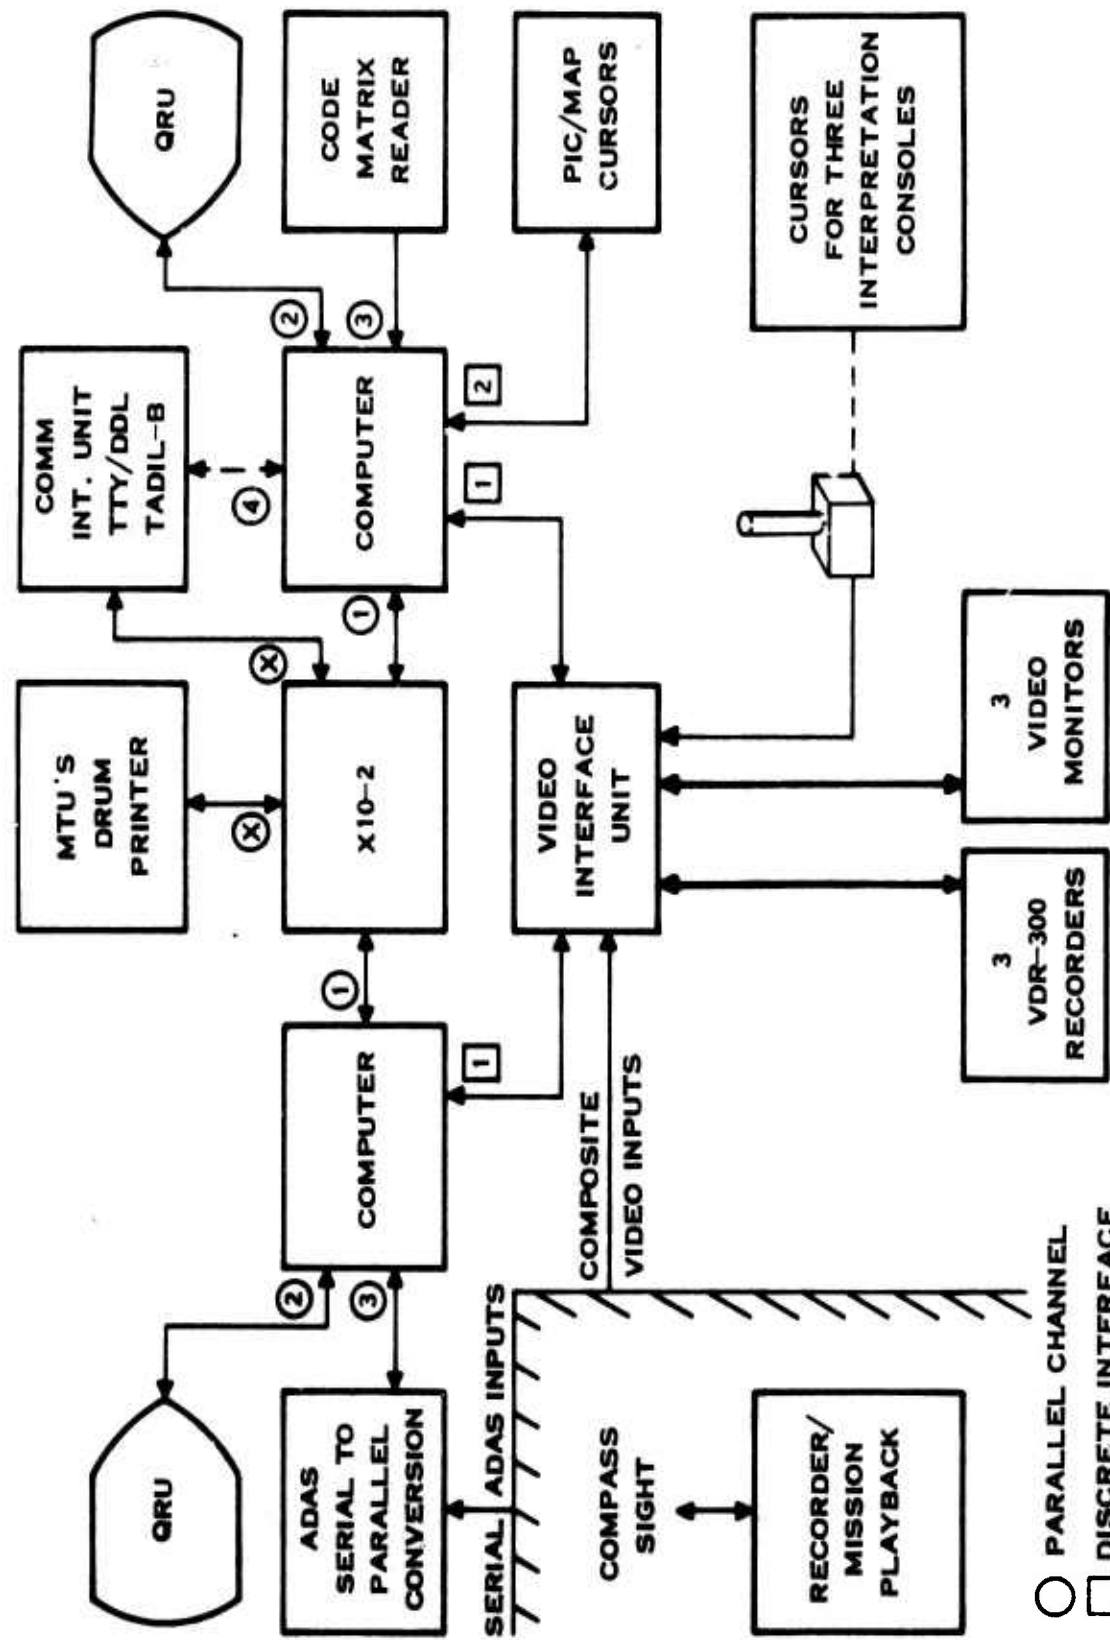 QRU
MTU'S
DRUM
PRINTER
X
COMM
INT. UNIT
TTY/DDL
TADIL-B
X
4
QRU
ADAS
SERIAL TO
PARALLEL
CONVERSION
2
3
COMPUTER
1
X10-2
1
COMPUTER
2
3
CODE
MATRIX
READER
1
1
2
SERIAL ADAS INPUTS
COMPASS
SIGHT
COMPOSITE
VIDEO INPUTS
VIDEO
INTERFACE
UNIT
PIC/MAP
CURSORS
RECORDER/
MISSION
PLAYBACK
CURSORS
FOR THREE
INTERPRETATION
CONSOLES
3
VDR-300
RECORDERS
3
VIDEO
MONITORS
PARALLEL CHANNEL
DISCRETE INTERFACE